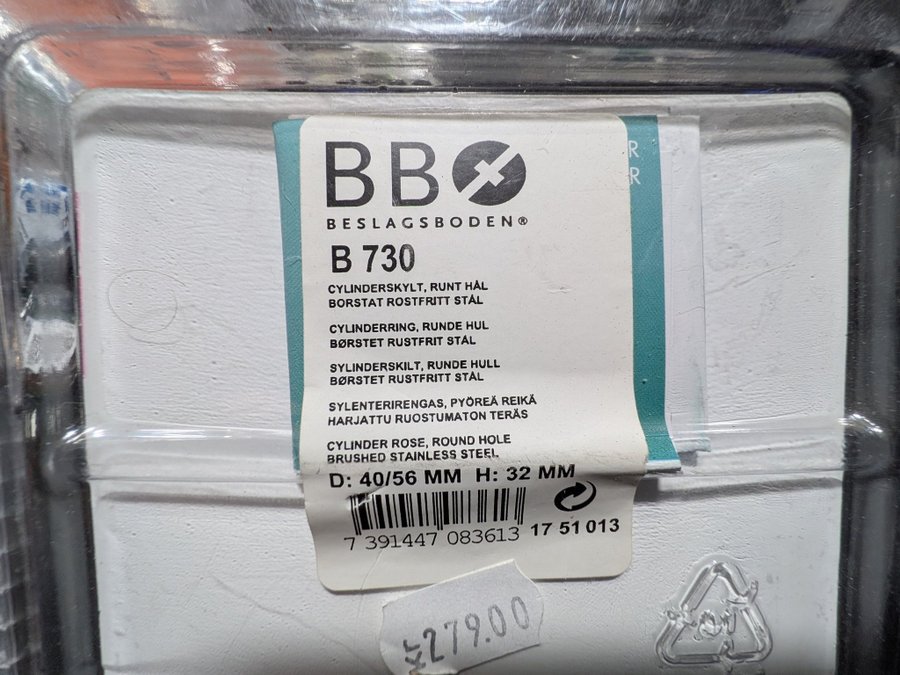 BB
BESLAGSBODEN®
R
R
B 730
CYLINDERSKYLT, RUNT HÅL
BORSTAT ROSTFRITT STÅL
CYLINDERRING, RUNDE HUL
BØRSTET RUSTFRIT STÅL
SYLINDERSKILT, RUNDE HULL
BØRSTET RUSTFRITT STÅL
SYLENTERIRENGAS, PYÖREÄ REIKÄ
HARJATTU RUOSTUMATON TERÄS
CYLINDER ROSE, ROUND HOLE
BRUSHED STAINLESS STEEL
D: 40/56 MM H: 32 MM
7 391447 083613
17 51 013
279.00